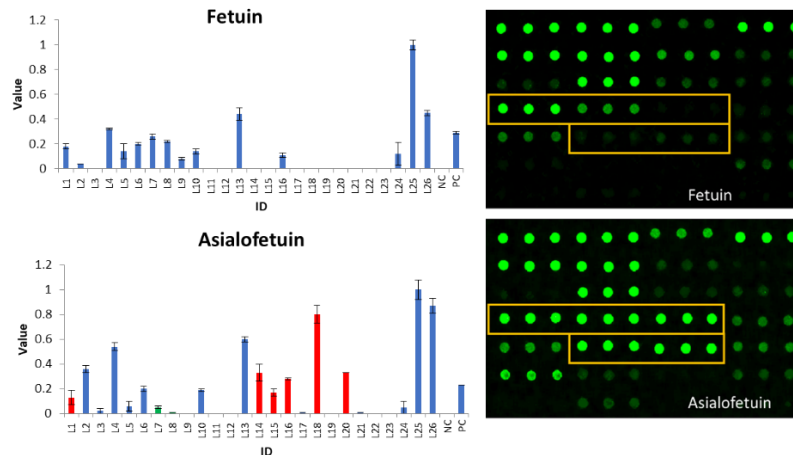 Fetuin
1.2
1
0.8
0.6
0.4
0.2
0
Value
L1 L2 L3 L4 L5 L6 L7 L8 L9 L10 L11 L12 L13 L14 L15 L16 L17 L18 L19 L20 L21 L22 L23 L24 L25 L26 NC PC
ID
Fetuin
Asialofetuin
1.2
1
0.8
0.6
0.4
0.2
0
Value
L1 L2 L3 L4 L5 L6 L7 L8 L9 L10 L11 L12 L13 L14 L15 L16 L17 L18 L19 L20 L21 L22 L23 L24 L25 L26 NC PC
ID
Asialofetuin